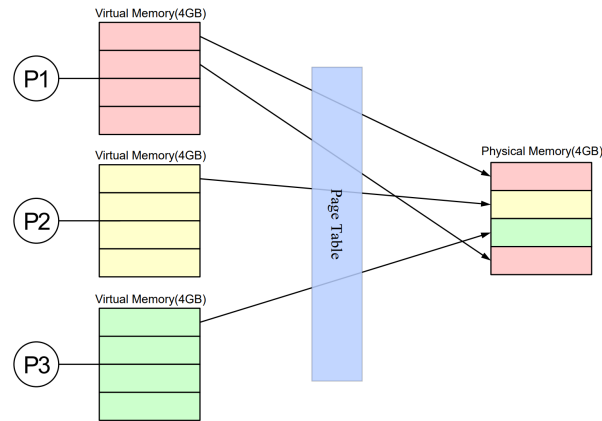 Virtual Memory(4GB)
P1
Virtual Memory(4GB)
P2
Virtual Memory(4GB)
P3
Page Table
Physical Memory(4GB)